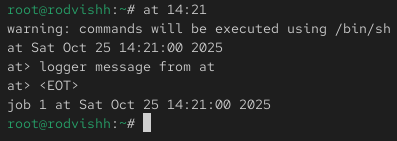 root@rodvishh:~# at 14:21
warning: commands will be executed using /bin/sh
at Sat Oct 25 14:21:00 2025
at> logger message from at
at> <EOT>
job 1 at Sat Oct 25 14:21:00 2025
root@rodvishh:~#